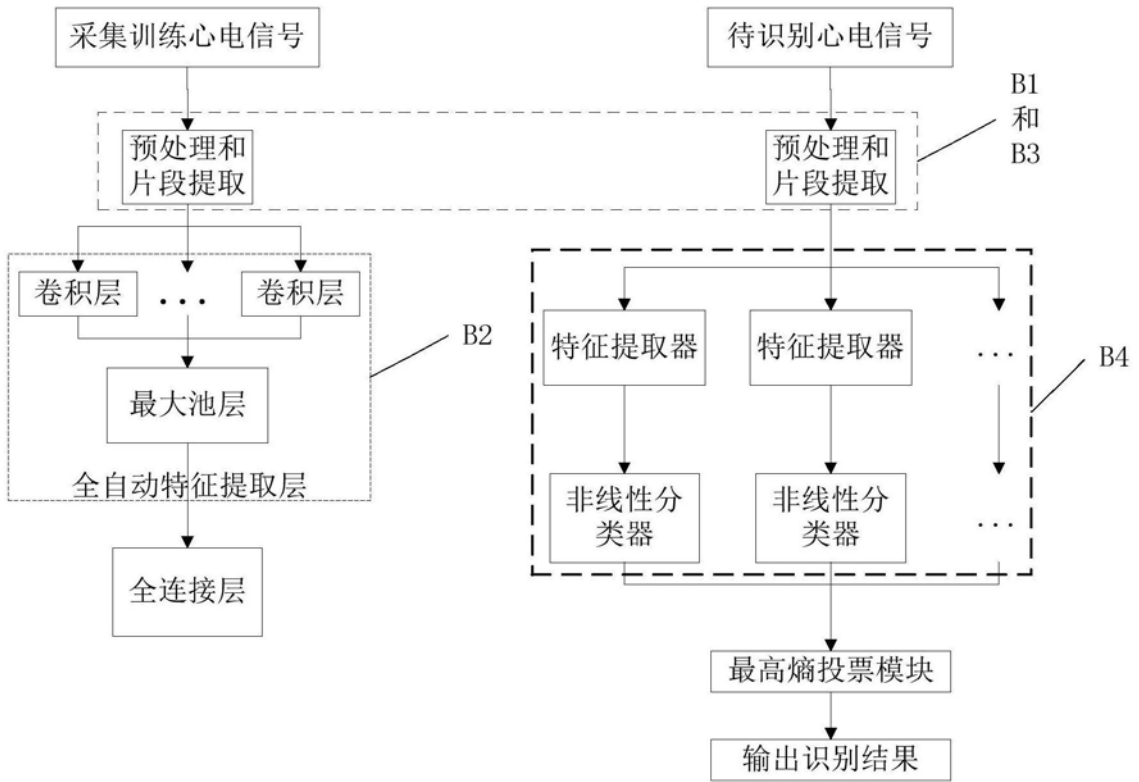 采集训练心电信号
待识别心电信号
B1
和
B3
预处理和
片段提取
预处理和
片段提取
卷积层
...
卷积层
B2
最大池层
全自动特征提取层
全连接层
特征提取器
特征提取器
...
B4
非线性分
类器
非线性分
类器
...
最高熵投票模块
输出识别结果